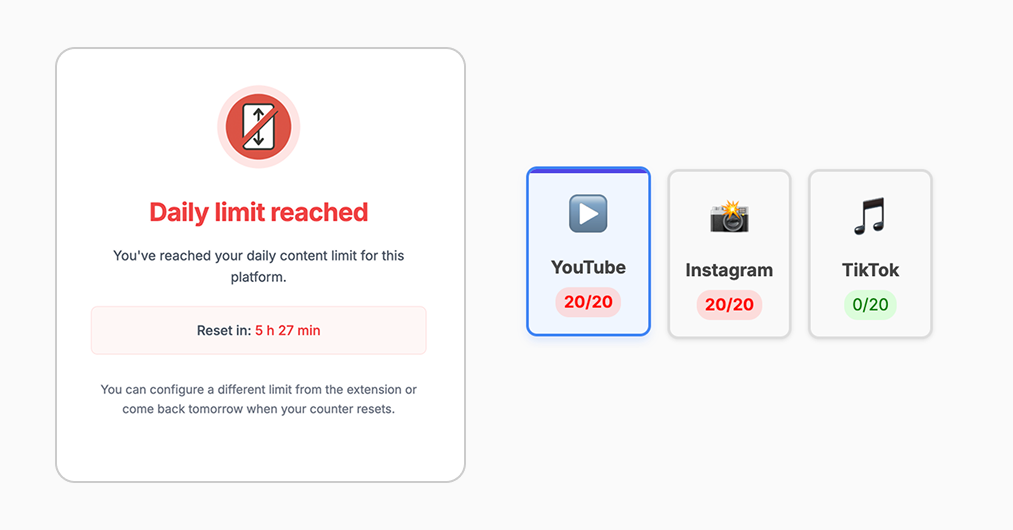 Daily limit reached
You've reached your daily content limit for this
platform.
Reset in: 5 h 27 min
You can configure a different limit from the extension or
come back tomorrow when your counter resets.
YouTube
20/20
Instagram
20/20
TikTok
0/20